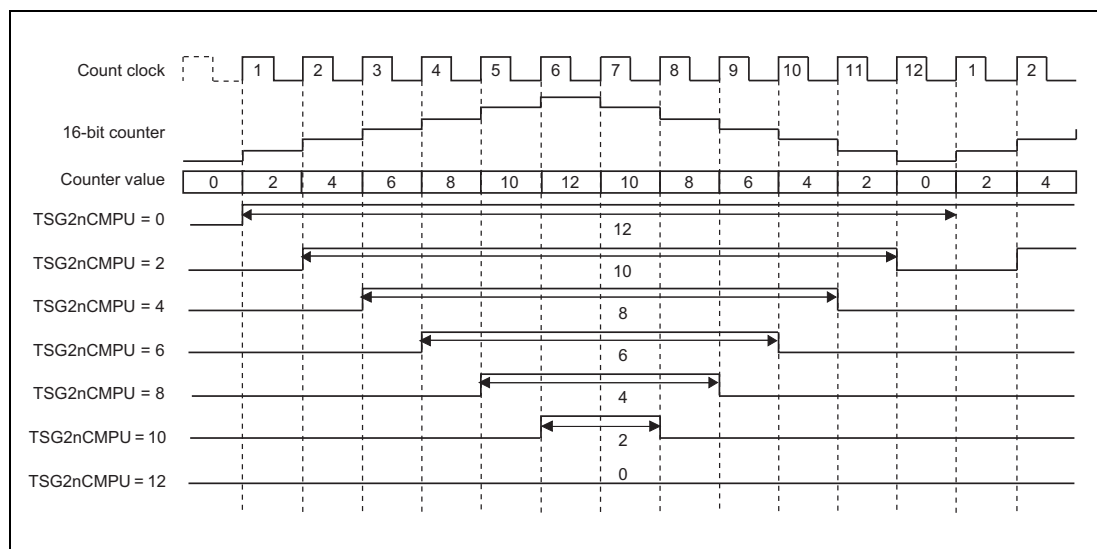 Count clock 1 2 3 4 5 6 7 8 9 10 11 12 1 2
16-bit counter
Counter value 0 2 4 6 8 10 12 10 8 6 4 2 0 2 4
TSG2nCMPU = 0
12
TSG2nCMPU = 2
10
TSG2nCMPU = 4
8
TSG2nCMPU = 6
6
TSG2nCMPU = 8
4
TSG2nCMPU = 10
2
TSG2nCMPU = 12
0